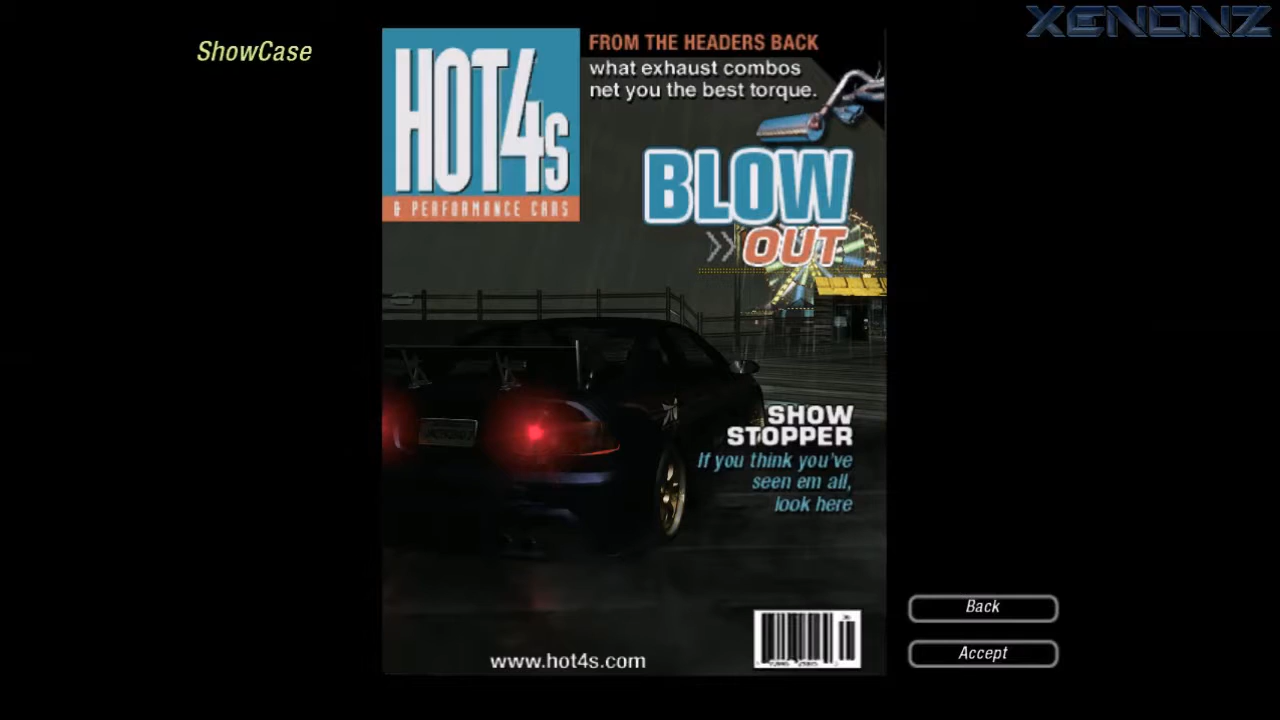 XENONZ
ShowCase
HOT4s
& PERFORMANCE CARS
FROM THE HEADERS BACK
what exhaust combos
net you the best torque.
BLOW
>> OUT
SHOW
STOPPER
If you think you've
seen em all,
look here
www.hot4s.com
Back
Accept